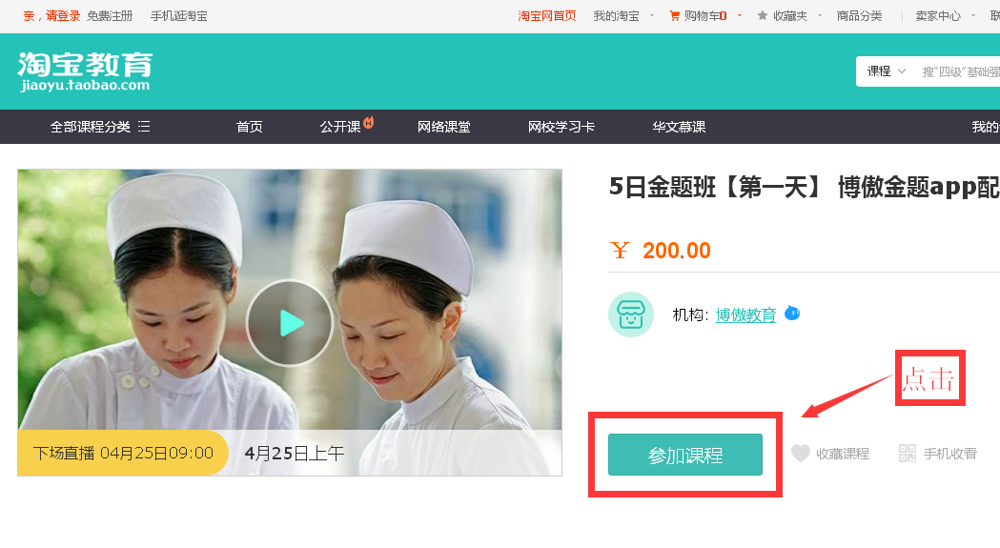 亲，请登录 免费注册 手机逛淘宝 淘宝网首页 我的淘宝 购物车0 收藏夹 商品分类 卖家中心 联
淘宝教育
jiaoyu.taobao.com
课程 搜“四级”基础强
全部课程分类 首页 公开课 H 网络课堂 网校学习卡 华文慕课 我的
5日金题班【第一天】 博傲金题app配
￥ 200.00
机构: 博傲教育
点击
参加课程 收藏课程 手机收看
下场直播 04月25日09:00 4月25日上午